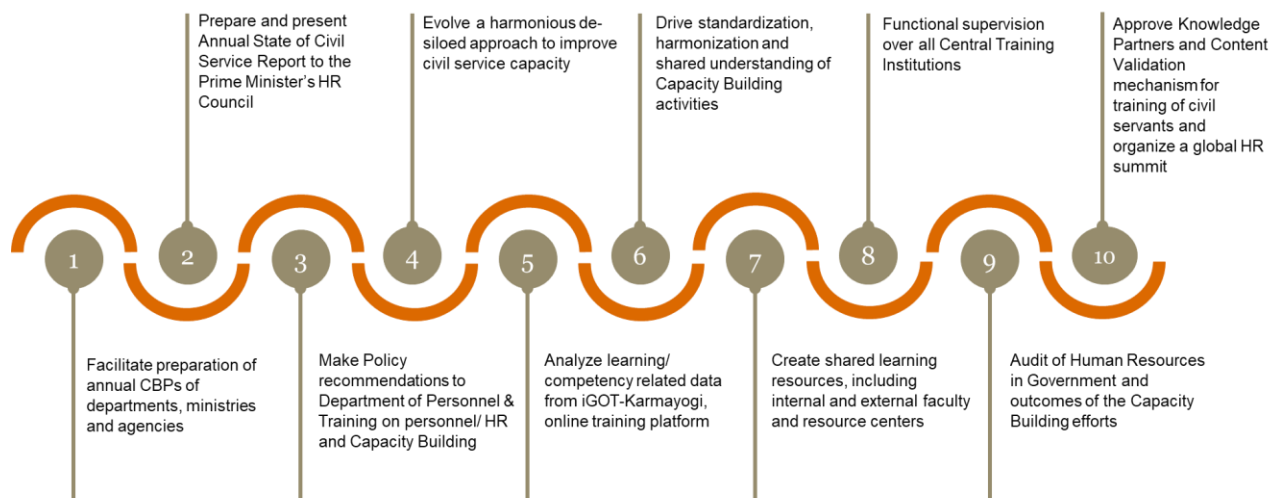 Prepare and present
Annual State of Civil
Service Report to the
Prime Minister's HR
Council
Evolve a harmonious de-
siloed approach to improve
civil service capacity
Drive standardization,
harmonization and
shared understanding of
Capacity Building
activities
Functional supervision
over all Central Training
Institutions
Approve Knowledge
Partners and Content
Validation
mechanism for
training of civil
servants and
organize a global HR
summit
1
2
3
4
5
6
7
8
9
10
Facilitate preparation of
annual CBPs of
departments, ministries
and agencies
Make Policy
recommendations to
Department of Personnel &
Training on personnel/ HR
and Capacity Building
Analyze learning/
competency related data
from iGOT-Karmayogi,
online training platform
Create shared learning
resources, including
internal and external faculty
and resource centers
Audit of Human Resources
in Government and
outcomes of the Capacity
Building efforts